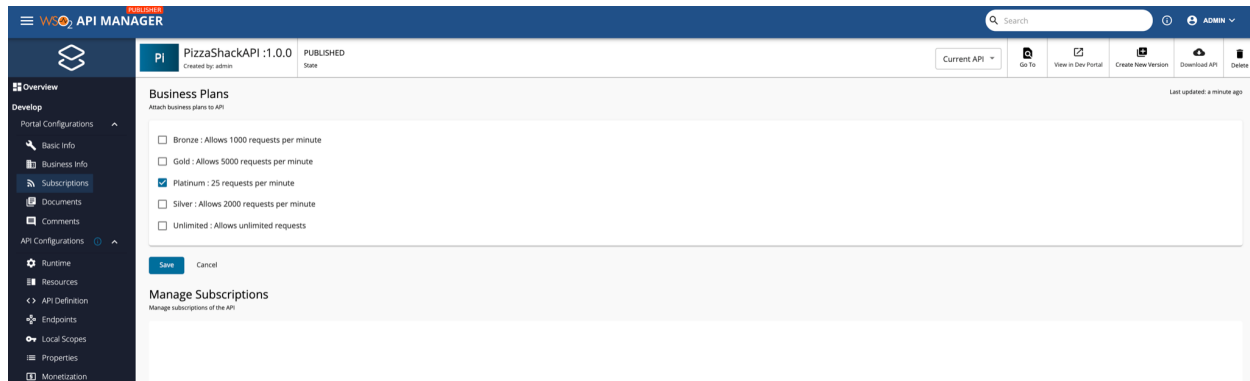 PUBLISHER
WSO2 API MANAGER
Search
ADMIN
Pi
PizzaShackAPI :1.0.0
Created by: admin
PUBLISHED
State
Current API
Go To
View in Dev Portal
Create New Version
Download API
Delete
Overview
Develop
Portal Configurations
Basic Info
Business Info
Subscriptions
Documents
Comments
API Configurations
Runtime
Resources
API Definition
Endpoints
Local Scopes
Properties
Monetization
Business Plans
Attach business plans to API
Last updated: a minute ago
Bronze : Allows 1000 requests per minute
Gold : Allows 5000 requests per minute
Platinum : 25 requests per minute
Silver : Allows 2000 requests per minute
Unlimited : Allows unlimited requests
Save
Cancel
Manage Subscriptions
Manage subscriptions of the API